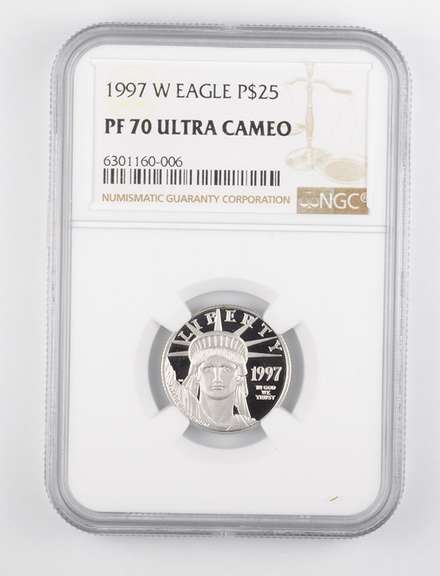 1997 W EAGLE P$25
PF 70 ULTRA CAMEO
6301160-006
NUMISMATIC GUARANTY CORPORATION
NGC®
LIBERTY
1997
IN GOD
WE
TRUST